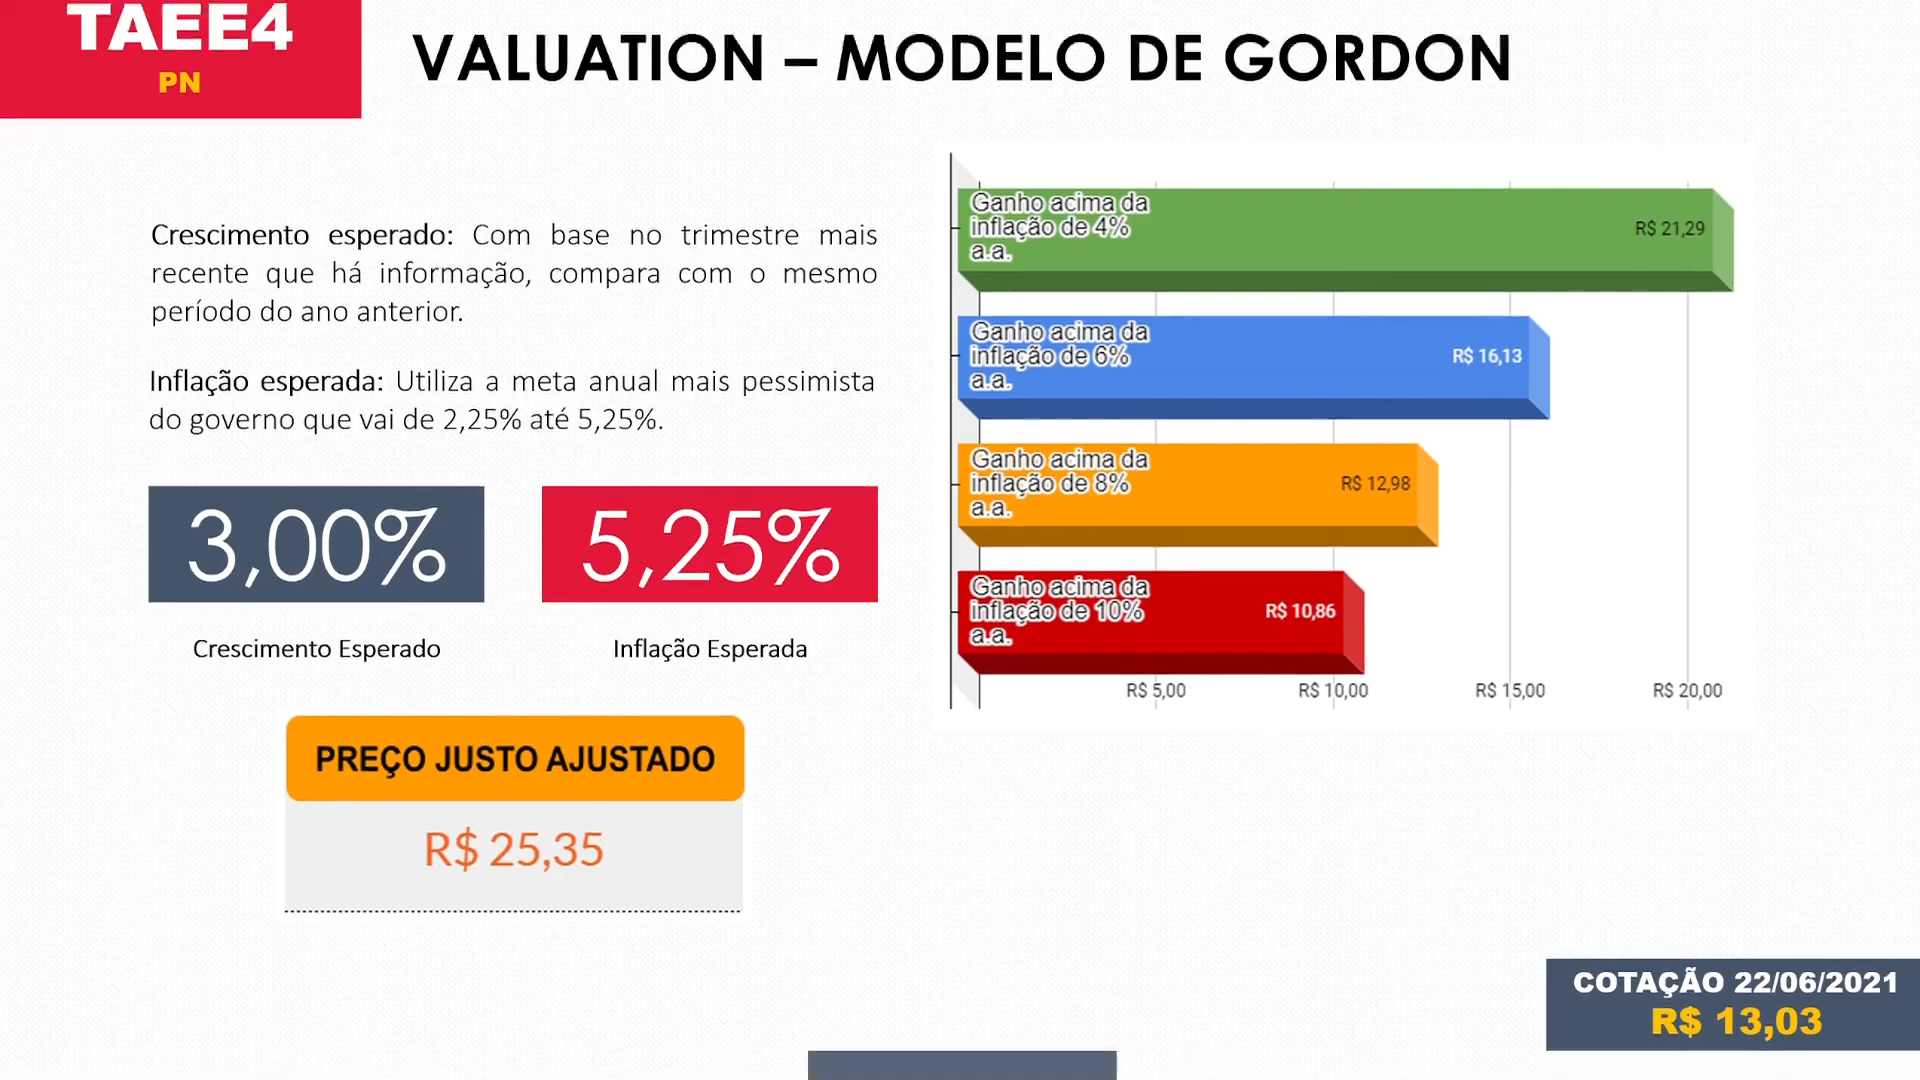 TAEE4
PN
VALUATION – MODELO DE GORDON
Crescimento esperado: Com base no trimestre mais
recente que há informação, compara com o mesmo
período do ano anterior.
Inflação esperada: Utiliza a meta anual mais pessimista
do governo que vai de 2,25% até 5,25%.
3,00%
Crescimento Esperado
5,25%
Inflação Esperada
PREÇO JUSTO AJUSTADO
R$ 25,35
Ganho acima da
inflação de 4%
a.a.
R$ 21,29
Ganho acima da
inflação de 6%
a.a.
R$ 16,13
Ganho acima da
inflação de 8%
a.a.
R$ 12,98
Ganho acima da
inflação de 10%
a.a.
R$ 10,86
R$ 5,00
R$ 10,00
R$ 15,00
R$ 20,00
COTAÇÃO 22/06/2021
R$ 13,03